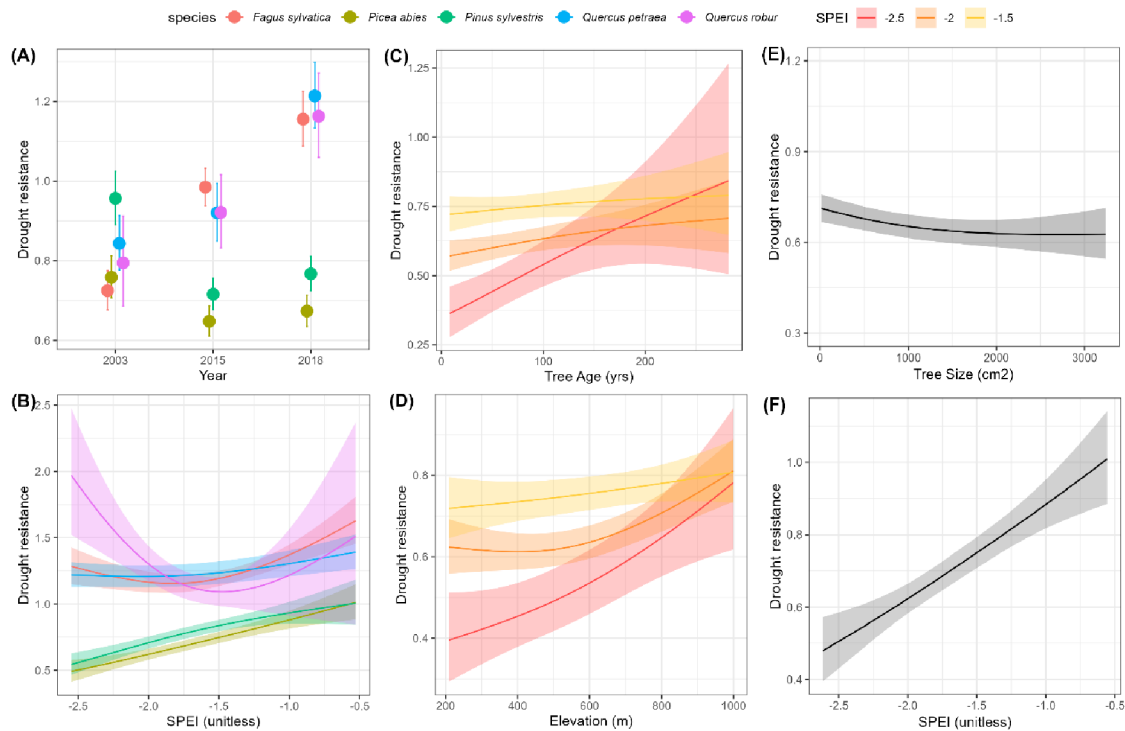 species Fagus sylvatica Picea abies Pinus sylvestris Quercus petraea Quercus robur SPEI -2.5 -2 -1.5
(A)
Drought resistance
1.2
1.0
0.8
0.6
2003 2015 2018
Year
(C)
Drought resistance
1.25
1.00
0.75
0.50
0.25
0 100 200
Tree Age (yrs)
(E)
Drought resistance
1.2
0.9
0.6
0.3
0 1000 2000 3000
Tree Size (cm2)
(B)
Drought resistance
2.5
2.0
1.5
1.0
0.5
-2.5 -2.0 -1.5 -1.0 -0.5
SPEI (unitless)
(D)
Drought resistance
0.8
0.6
0.4
200 400 600 800 1000
Elevation (m)
(F)
Drought resistance
1.0
0.8
0.6
0.4
-2.5 -2.0 -1.5 -1.0 -0.5
SPEI (unitless)